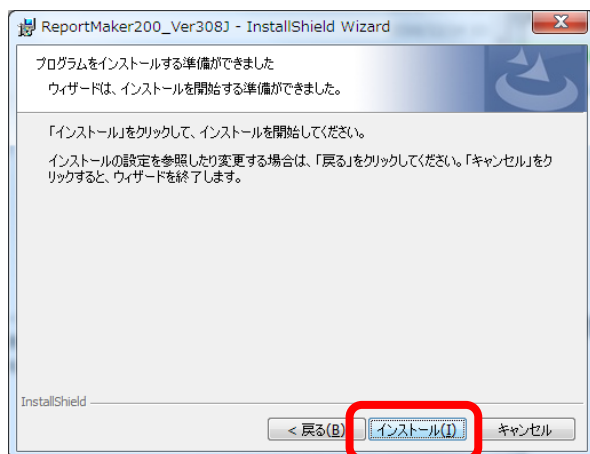 ReportMaker200_Ver308J - InstallShield Wizard
プログラムをインストールする準備ができました
ウィザードは、インストールを開始する準備ができました。
「インストール」をクリックして、インストールを開始してください。
インストールの設定を参照したり変更する場合は、「戻る」をクリックしてください。「キャンセル」をク
リックすると、ウィザードを終了します。
InstallShield
< 戻る(B)
インストール(I)
キャンセル